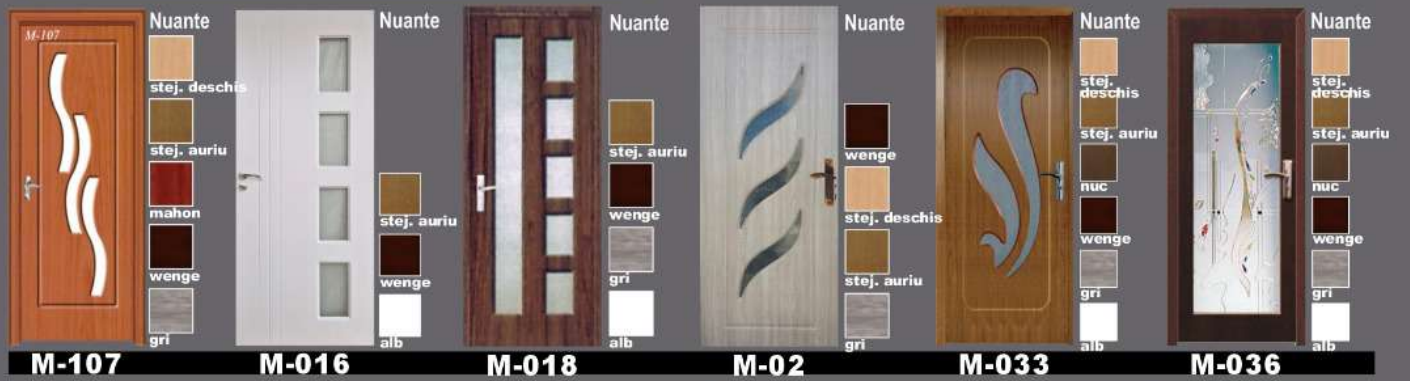 Nuante
M-107
stej. deschis
stej. auriu
mahon
wenge
gri
M-107
Nuante
stej. auriu
wenge
alb
M-016
Nuante
stej. auriu
wenge
gri
alb
M-018
Nuante
wenge
stej. deschis
stej. auriu
gri
M-02
Nuante
stej.
deschis
stej. auriu
nuc
wenge
gri
alb
M-033
Nuante
stej.
deschis
stej. auriu
nuc
wenge
gri
alb
M-036